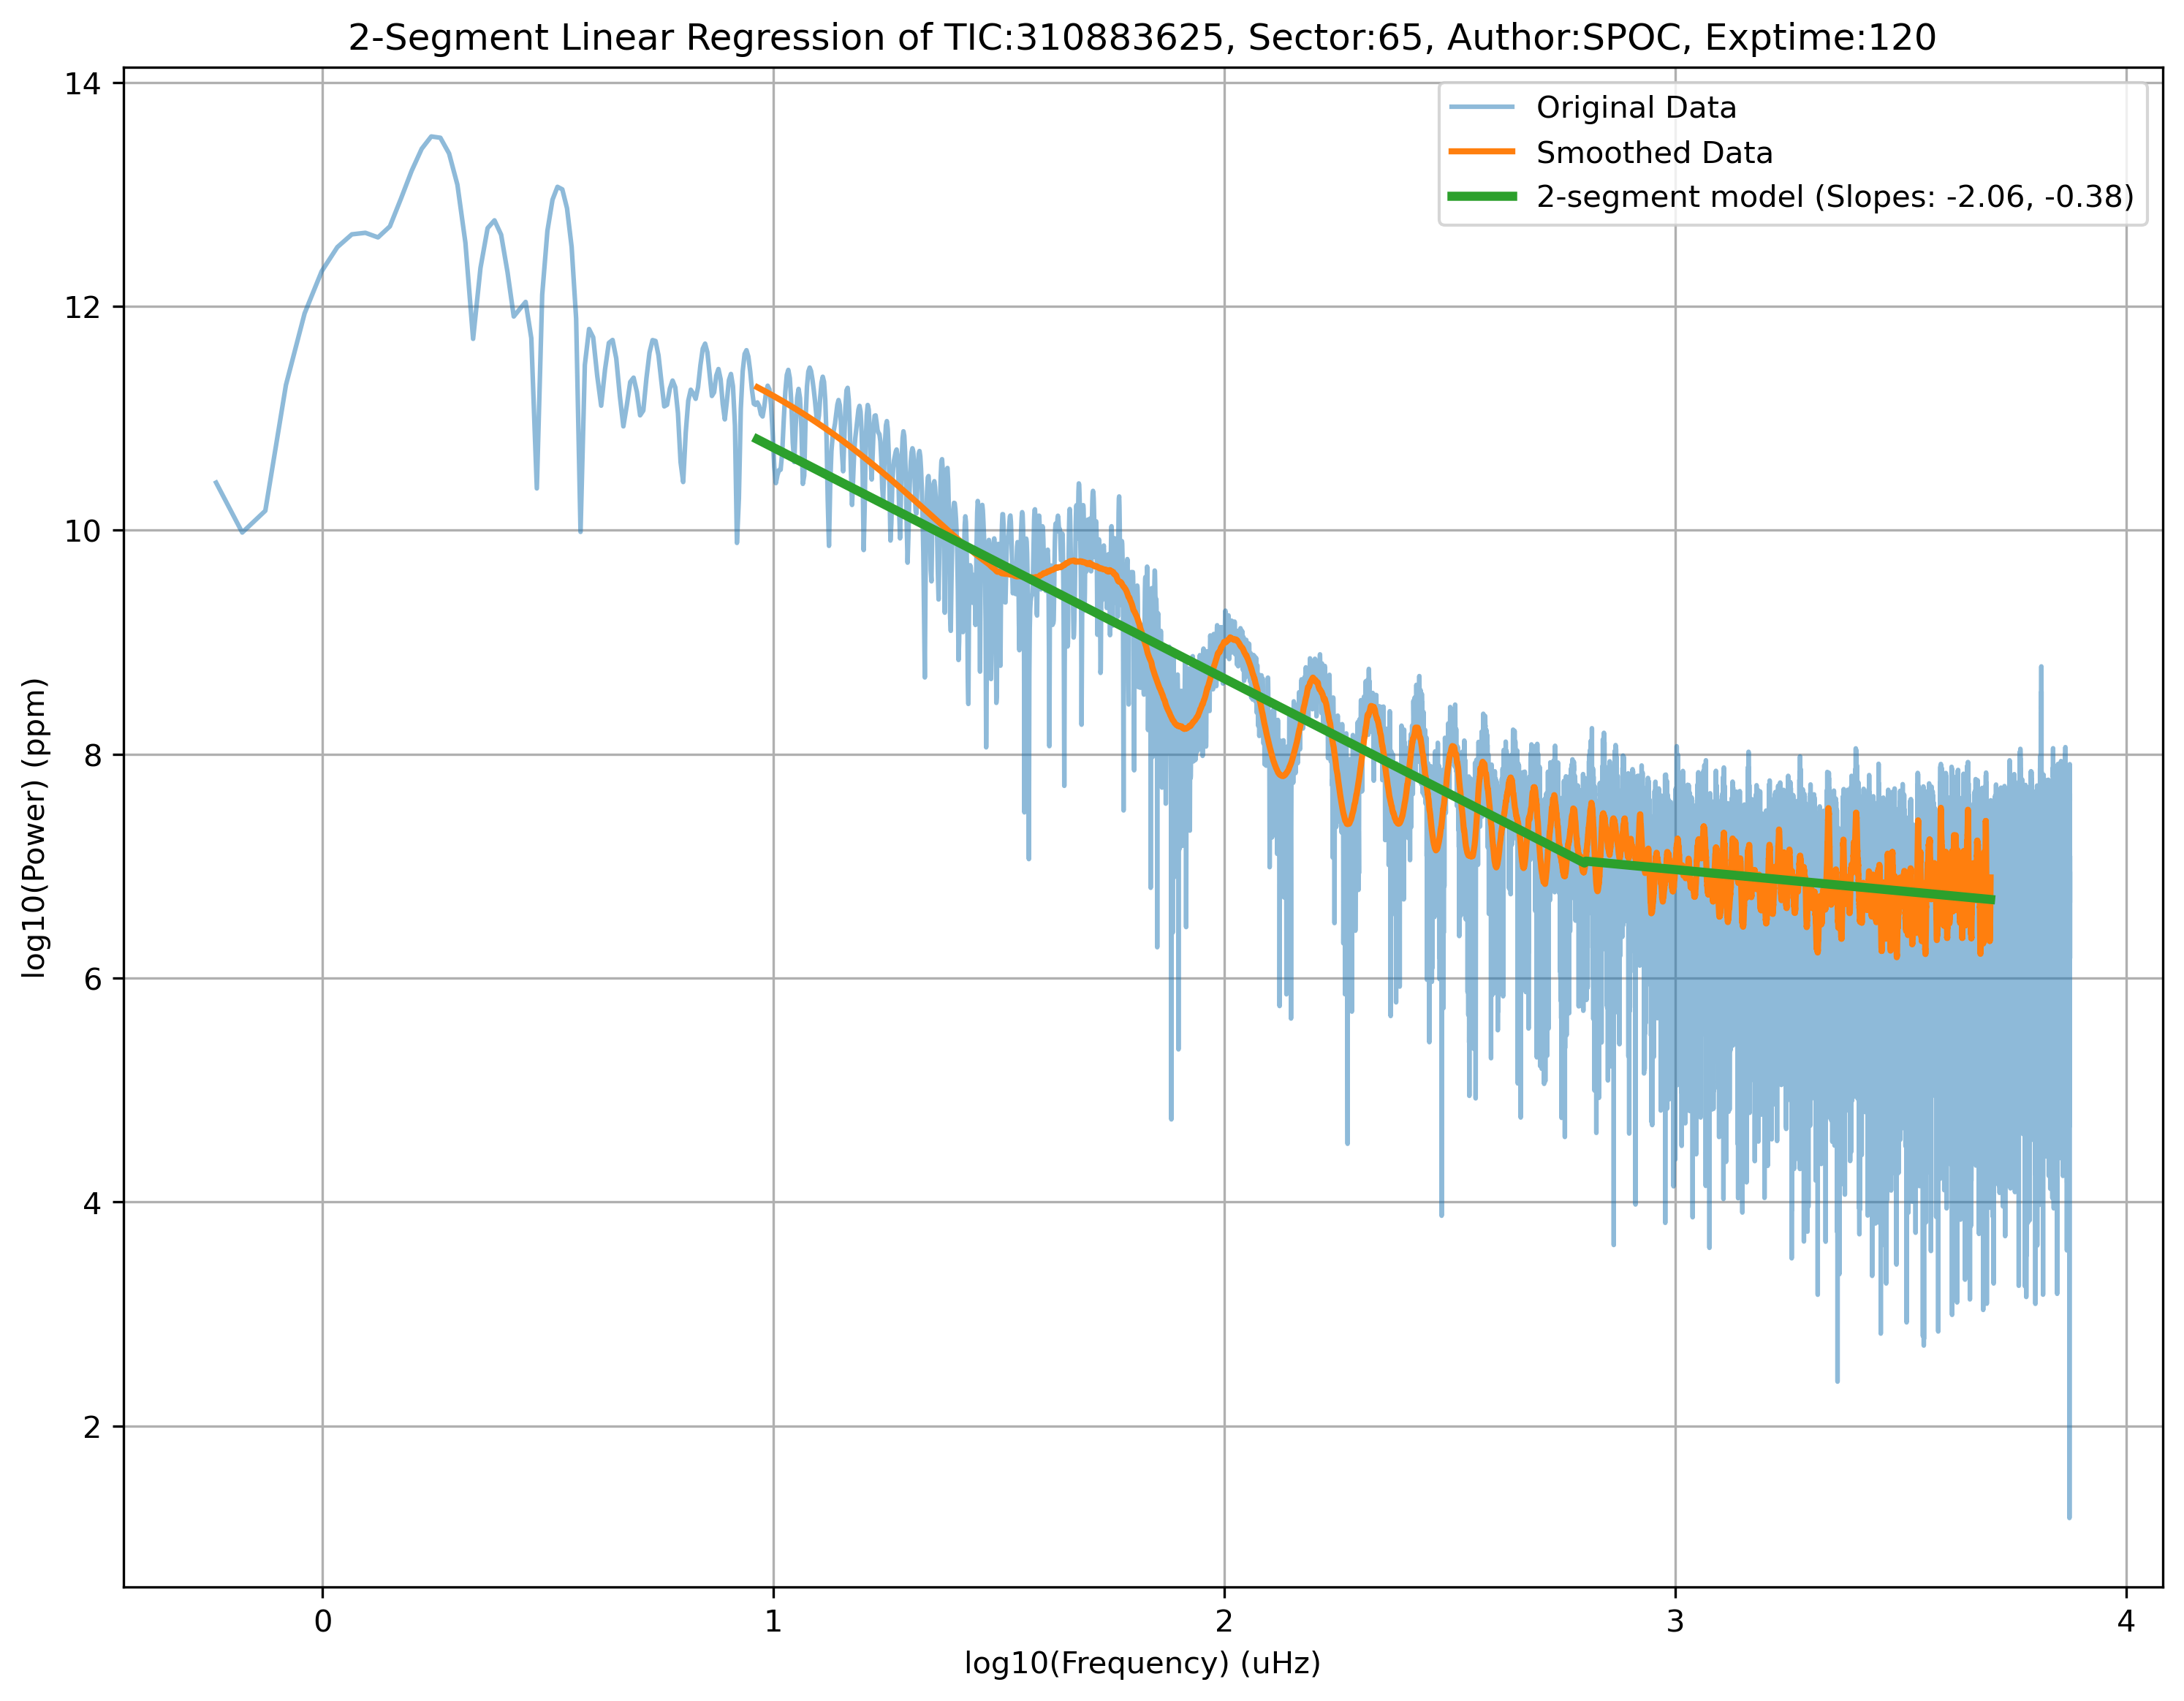 2-Segment Linear Regression of TIC:310883625, Sector:65, Author:SPOC, Exptime:120
Original Data
Smoothed Data
2-segment model (Slopes: -2.06, -0.38)
14
12
10
8
6
4
2
log10(Power) (ppm)
0 1 2 3 4
log10(Frequency) (uHz)